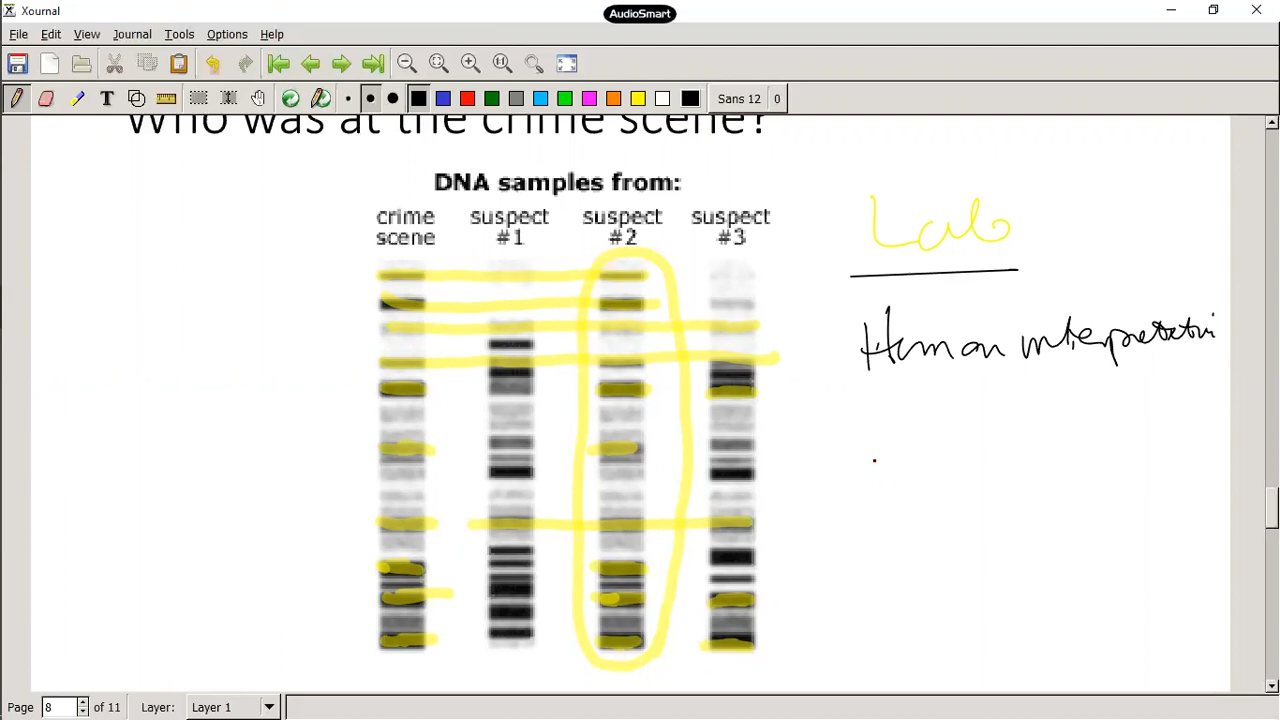 Xournal
AudioSmart
File Edit View Journal Tools Options Help
T
Sans 12 0
Who was at the crime scene?
DNA samples from:
crime scene
suspect #1
suspect #2
suspect #3
Lab
Human
Page 8 of 11 Layer: Layer 1